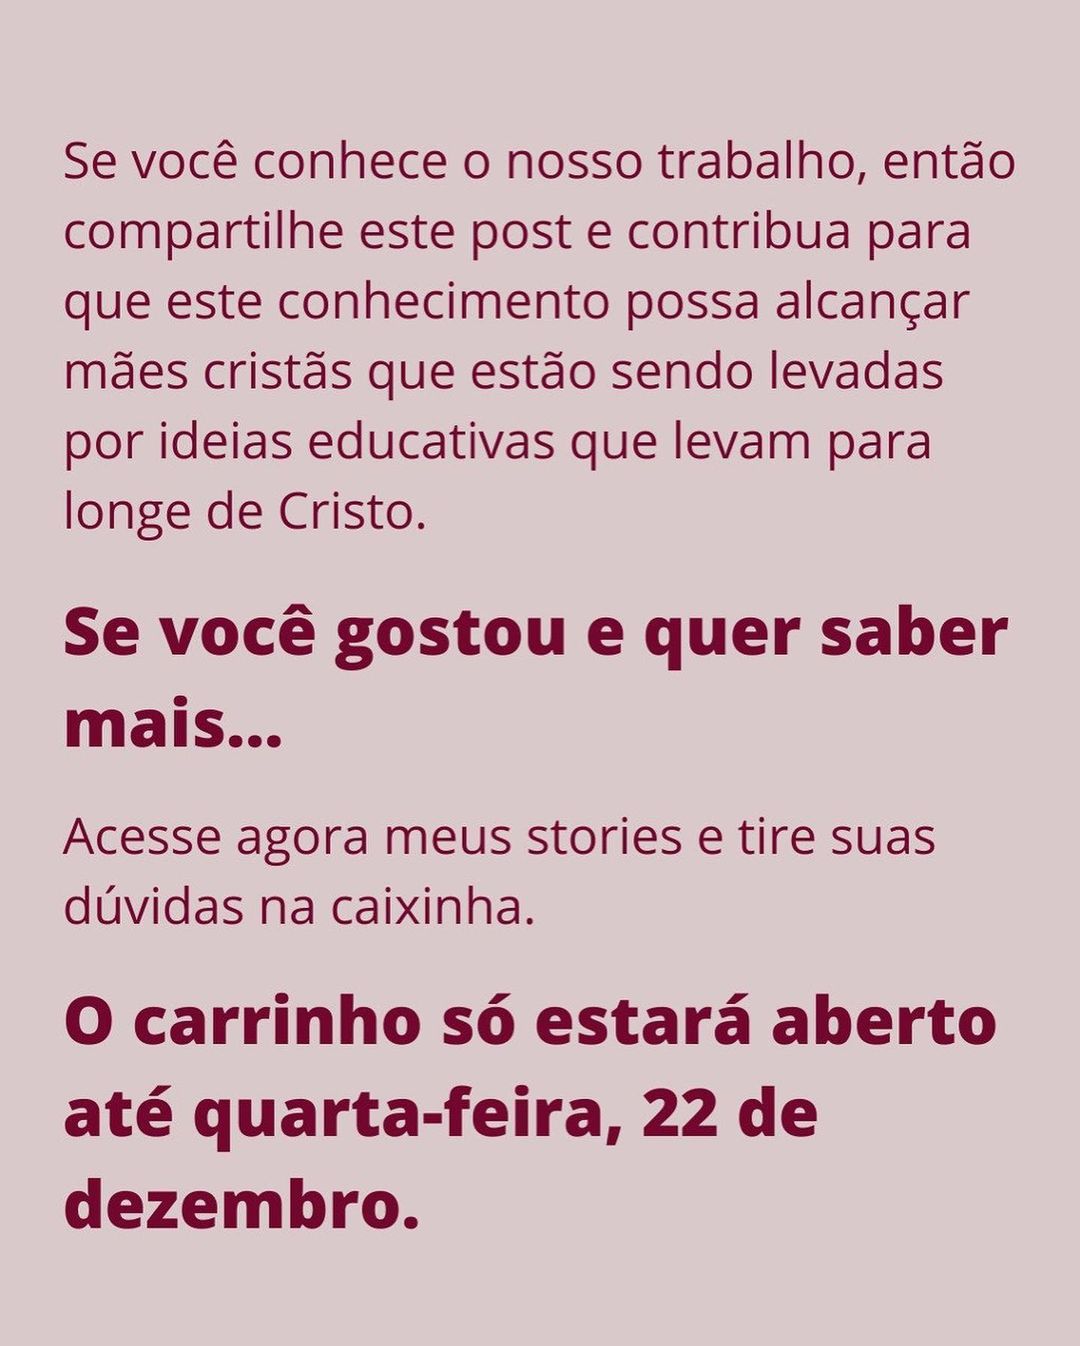 Se você conhece o nosso trabalho, então
compartilhe este post e contribua para
que este conhecimento possa alcançar
mães cristãs que estão sendo levadas
por ideias educativas que levam para
longe de Cristo.
Se você gostou e quer saber
mais...
Acesse agora meus stories e tire suas
dúvidas na caixinha.
O carrinho só estará aberto
até quarta-feira, 22 de
dezembro.